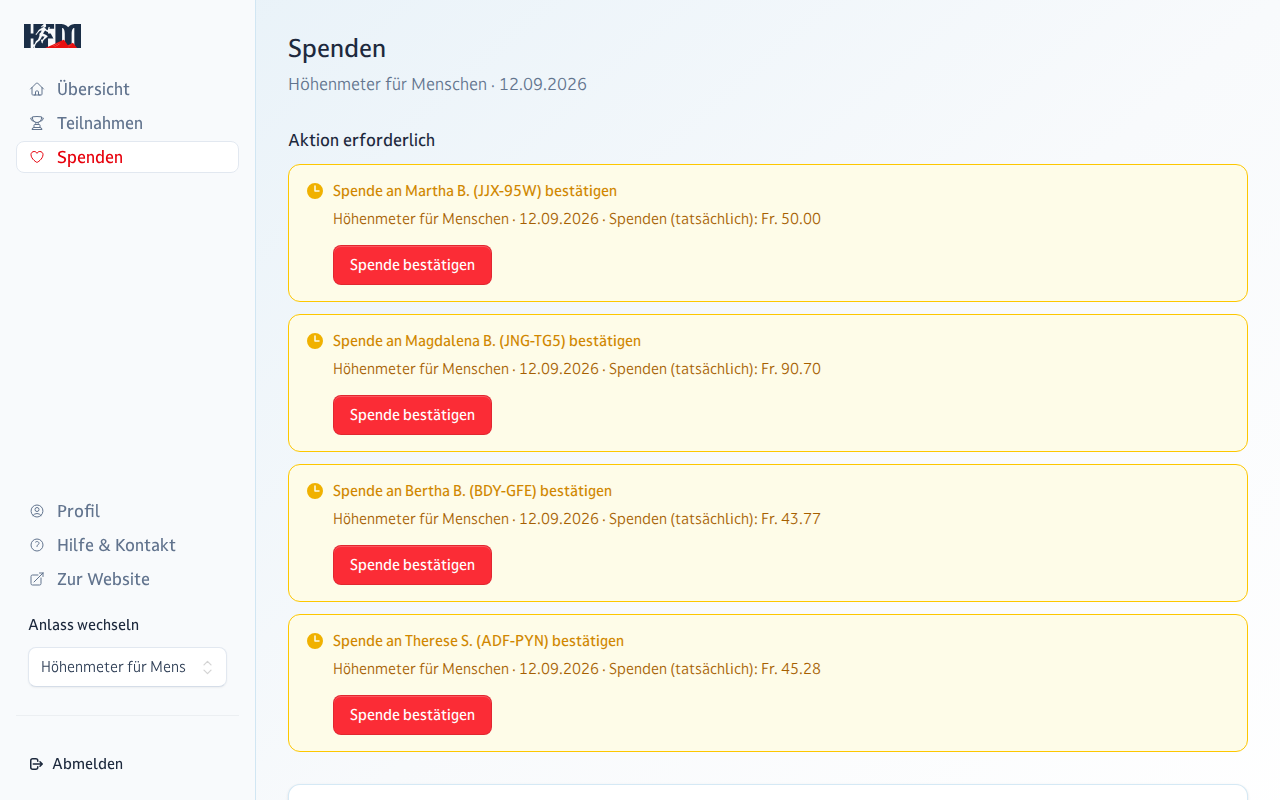 HFM
Übersicht
Teilnahmen
Spenden
Profil
Hilfe & Kontakt
Zur Website
Anlass wechseln
Höhenmeter für Mens
Abmelden
Spenden
Höhenmeter für Menschen · 12.09.2026
Aktion erforderlich
Spende an Martha B. (JJX-95W) bestätigen
Höhenmeter für Menschen · 12.09.2026 · Spenden (tatsächlich): Fr. 50.00
Spende bestätigen
Spende an Magdalena B. (JNG-TG5) bestätigen
Höhenmeter für Menschen · 12.09.2026 · Spenden (tatsächlich): Fr. 90.70
Spende bestätigen
Spende an Bertha B. (BDY-GFE) bestätigen
Höhenmeter für Menschen · 12.09.2026 · Spenden (tatsächlich): Fr. 43.77
Spende bestätigen
Spende an Therese S. (ADF-PYN) bestätigen
Höhenmeter für Menschen · 12.09.2026 · Spenden (tatsächlich): Fr. 45.28
Spende bestätigen